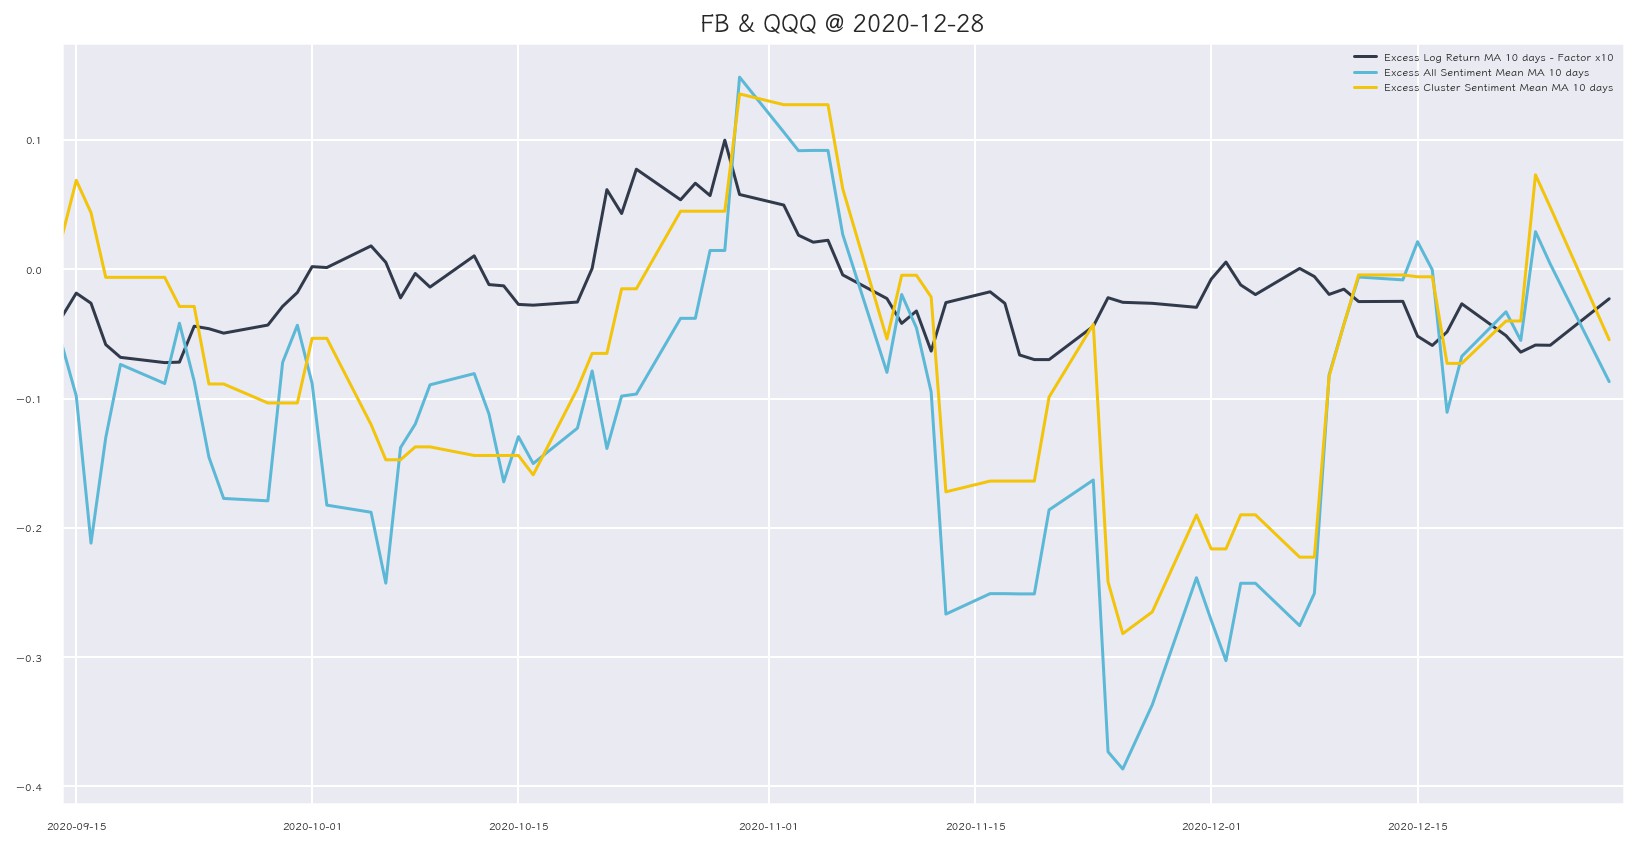 FB & QQQ @ 2020-12-28
Excess Log Return MA 10 days - Factor x10
Excess All Sentiment Mean MA 10 days
Excess Cluster Sentiment Mean MA 10 days
0.1
0.0
−0.1
−0.2
−0.3
−0.4
2020-09-15 2020-10-01 2020-10-15 2020-11-01 2020-11-15 2020-12-01 2020-12-15